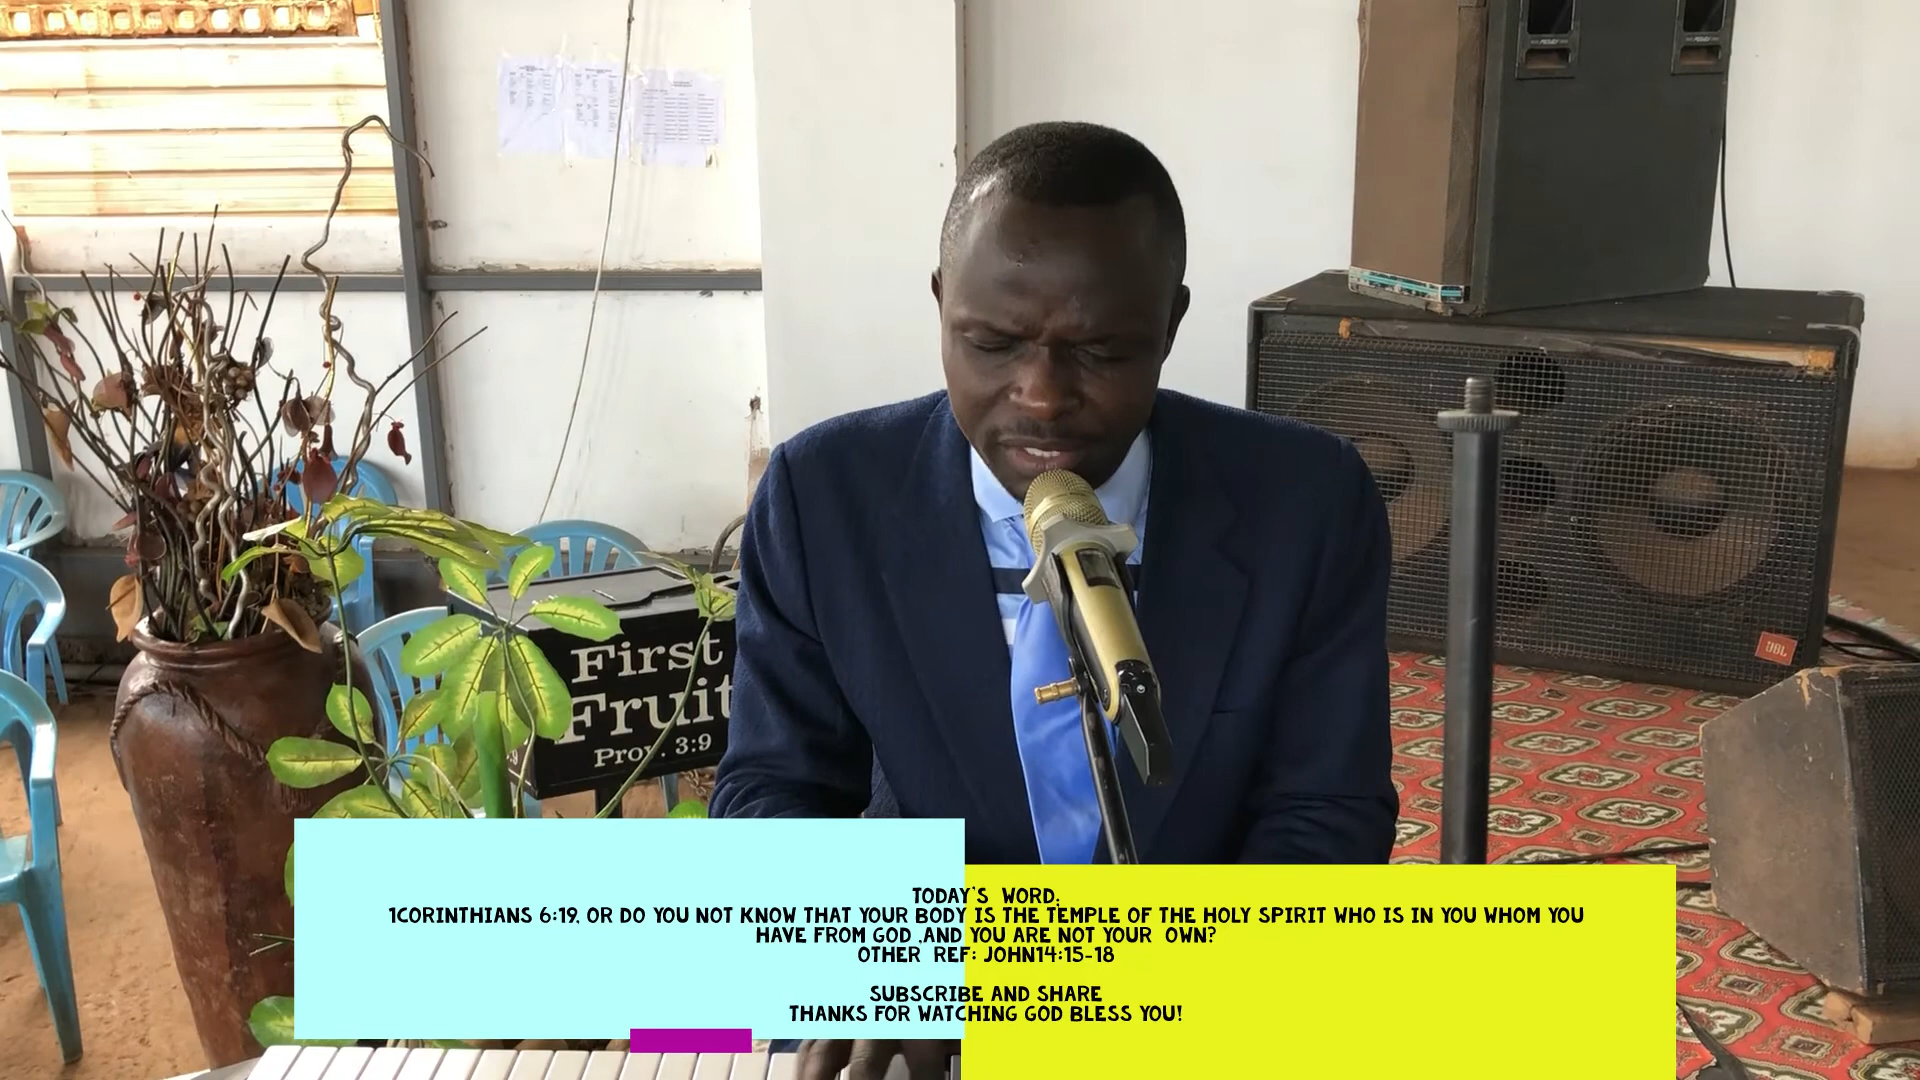 First
Fruit
Prov. 3:9
JBL
TODAY'S WORD:
1CORINTHIANS 6:19, OR DO YOU NOT KNOW THAT YOUR BODY IS THE TEMPLE OF THE HOLY SPIRIT WHO IS IN YOU WHOM YOU
HAVE FROM GOD ,AND YOU ARE NOT YOUR OWN?
OTHER REF: JOHN14:15-18
SUBSCRIBE AND SHARE
THANKS FOR WATCHING GOD BLESS YOU!